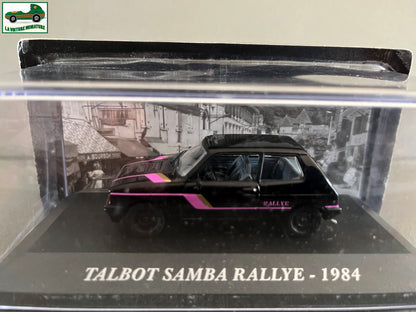 LA VOITURE MINIATURE
RALLYE
TALBOT SAMBA RALLYE - 1984